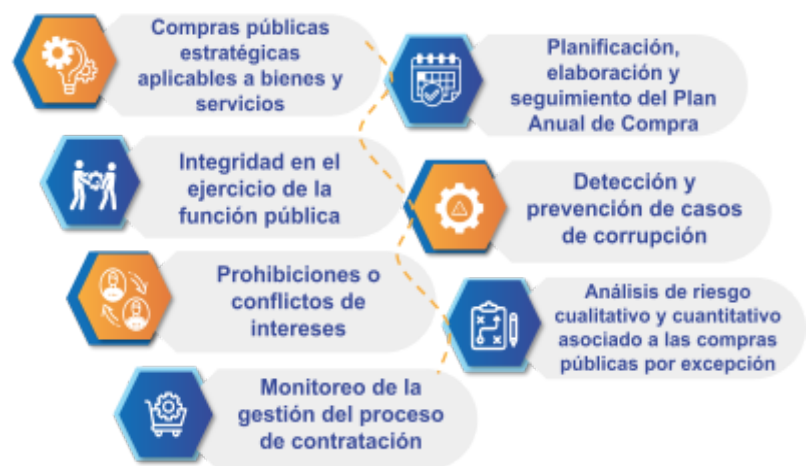 Compras públicas
estratégicas
aplicables a bienes y
servicios
Planificación,
elaboración y
seguimiento del Plan
Anual de Compra
Integridad en el
ejercicio de la
función pública
Detección y
prevención de casos
de corrupción
Prohibiciones o
conflictos de
intereses
Análisis de riesgo
cualitativo y cuantitativo
asociado a las compras
públicas por excepción
Monitoreo de la
gestión del proceso
de contratación